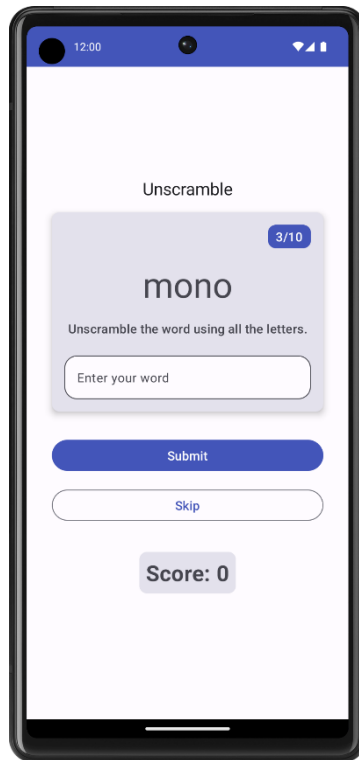 12:00
Unscramble
3/10
mono
Unscramble the word using all the letters.
Enter your word
Submit
Skip
Score: 0